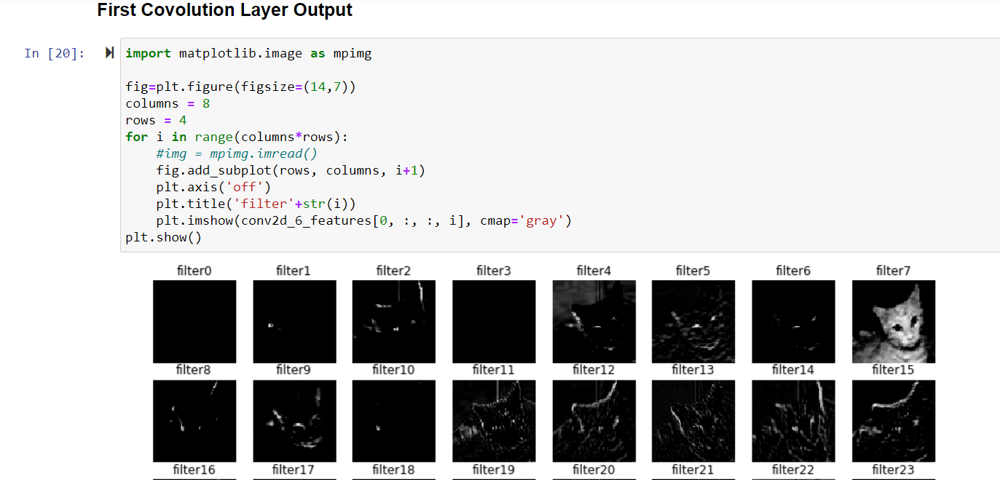 First Covolution Layer Output
In [20]:
import matplotlib.image as mpimg
fig=plt.figure(figsize=(14,7))
columns = 8
rows = 4
for i in range(columns*rows):
    #img = mpimg.imread()
    fig.add_subplot(rows, columns, i+1)
    plt.axis('off')
    plt.title('filter'+str(i))
    plt.imshow(conv2d_6_features[0, :, :, i], cmap='gray')
plt.show()
filter0 filter1 filter2 filter3 filter4 filter5 filter6 filter7
filter8 filter9 filter10 filter11 filter12 filter13 filter14 filter15
filter16 filter17 filter18 filter19 filter20 filter21 filter22 filter23